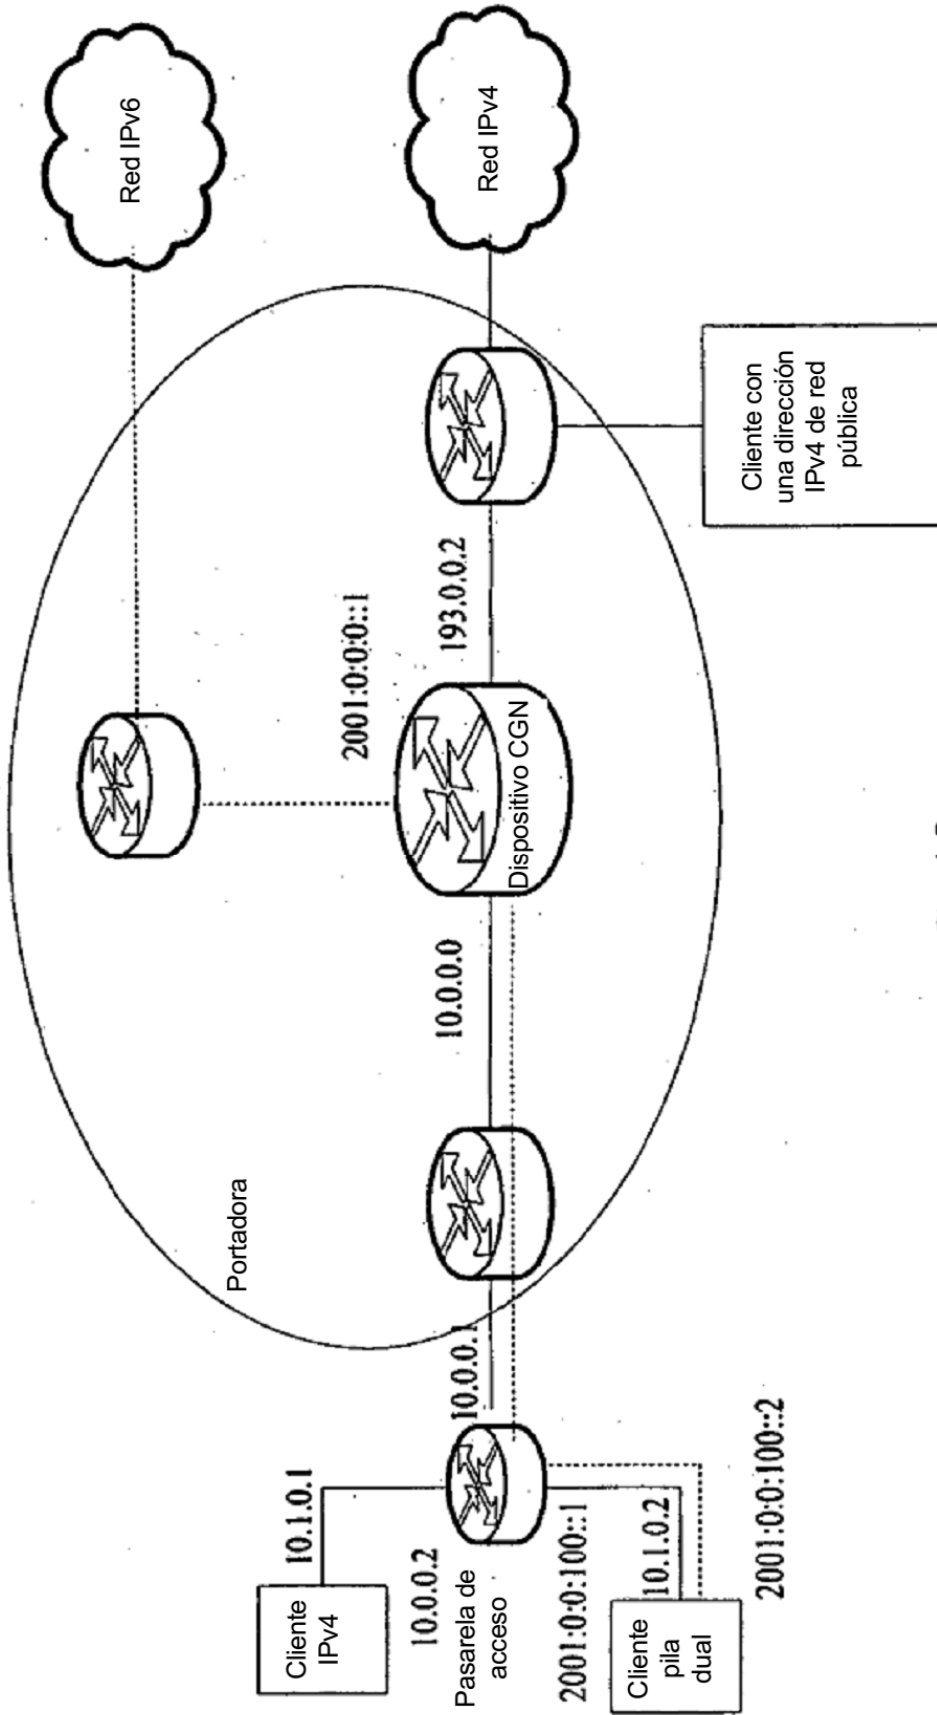 Red IPv6
Red IPv4
Portadora
2001:0:0:0::1
193.0.0.2
Dispositivo CGN
10.0.0.0
Cliente con
una dirección
IPv4 de red
pública
10.0.0.1
Cliente
IPv4
10.1.0.1
10.0.0.2
Pasarela de
acceso
2001:0:0:100::1
10.1.0.2
Cliente
pila
dual
2001:0:0:100::2